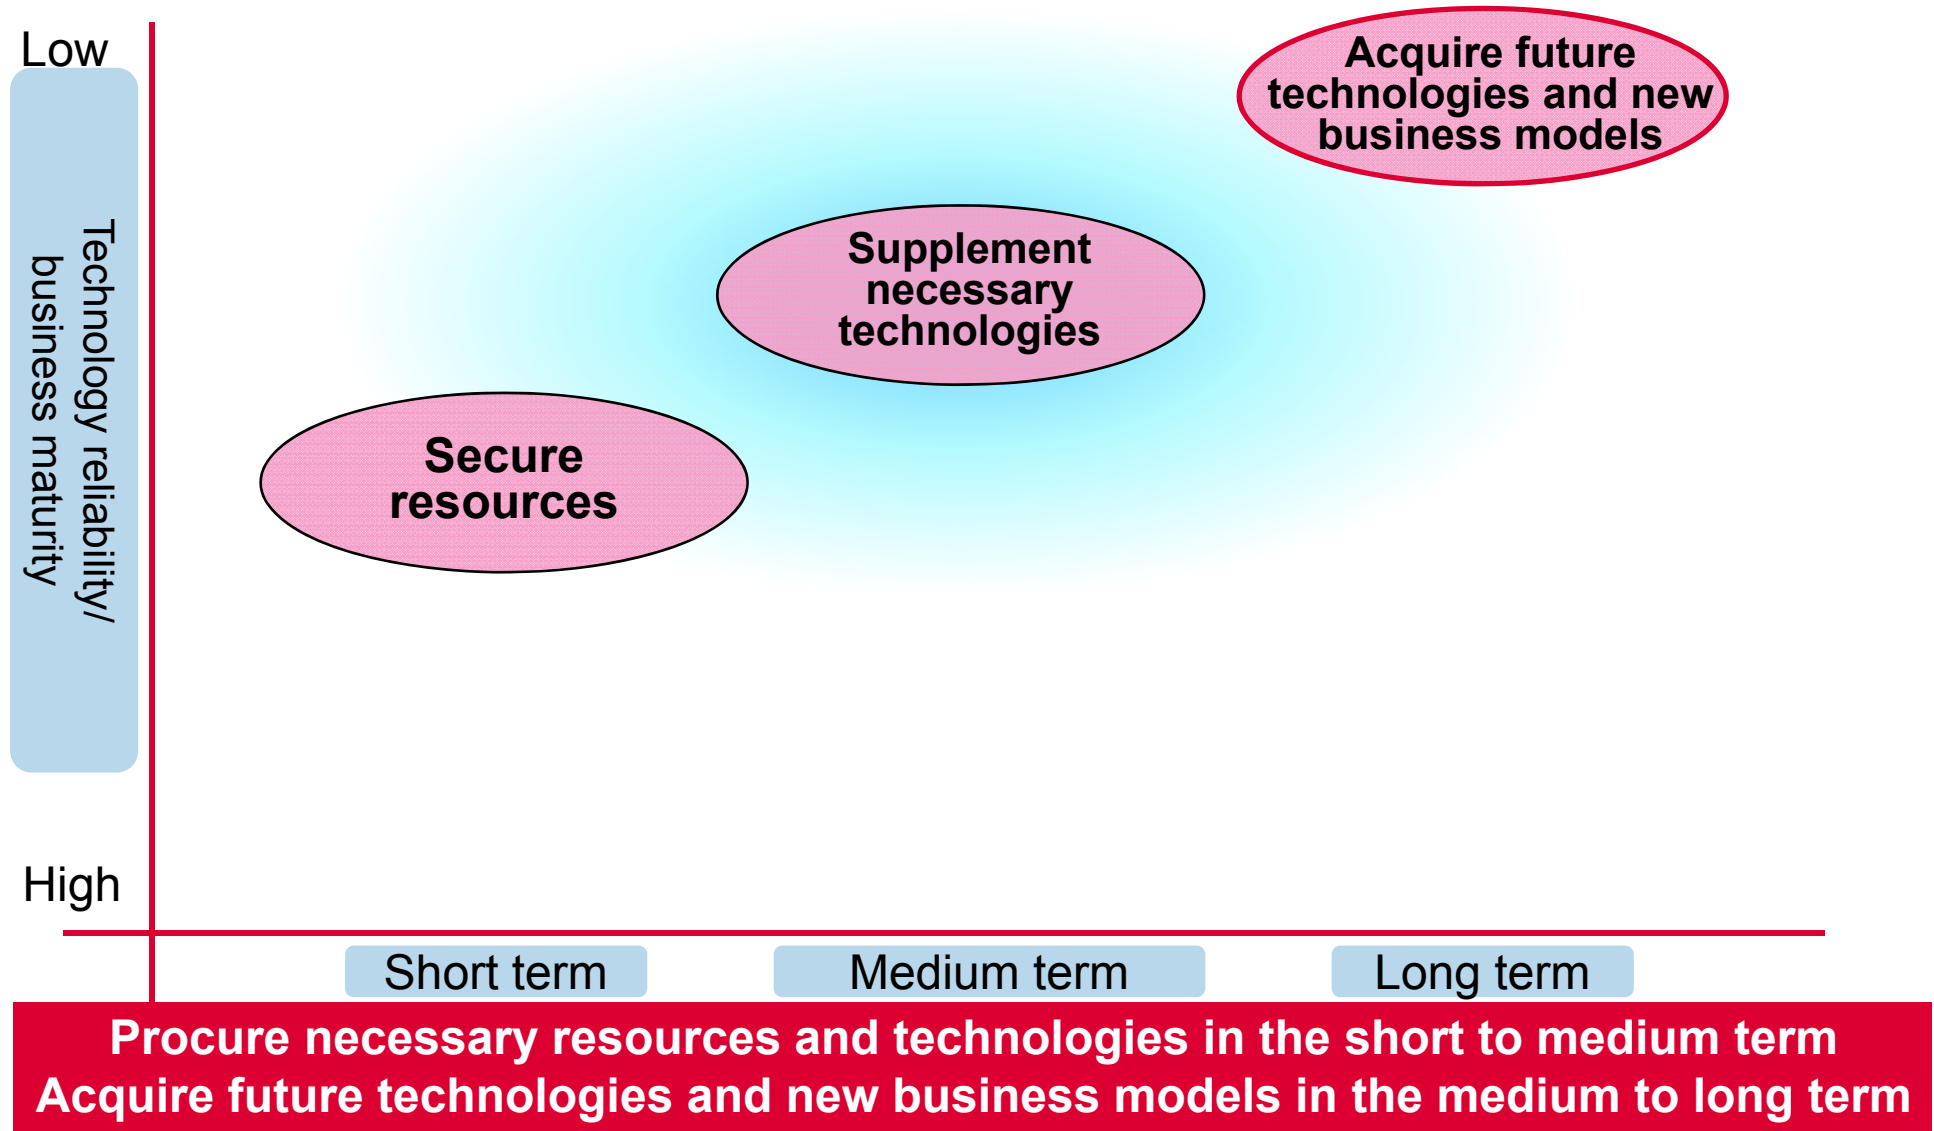 Low
Acquire future
technologies and new
business models
Technology reliability/
business maturity
Supplement
necessary
technologies
Secure
resources
High
Short term
Medium term
Long term
Procure necessary resources and technologies in the short to medium term
Acquire future technologies and new business models in the medium to long term